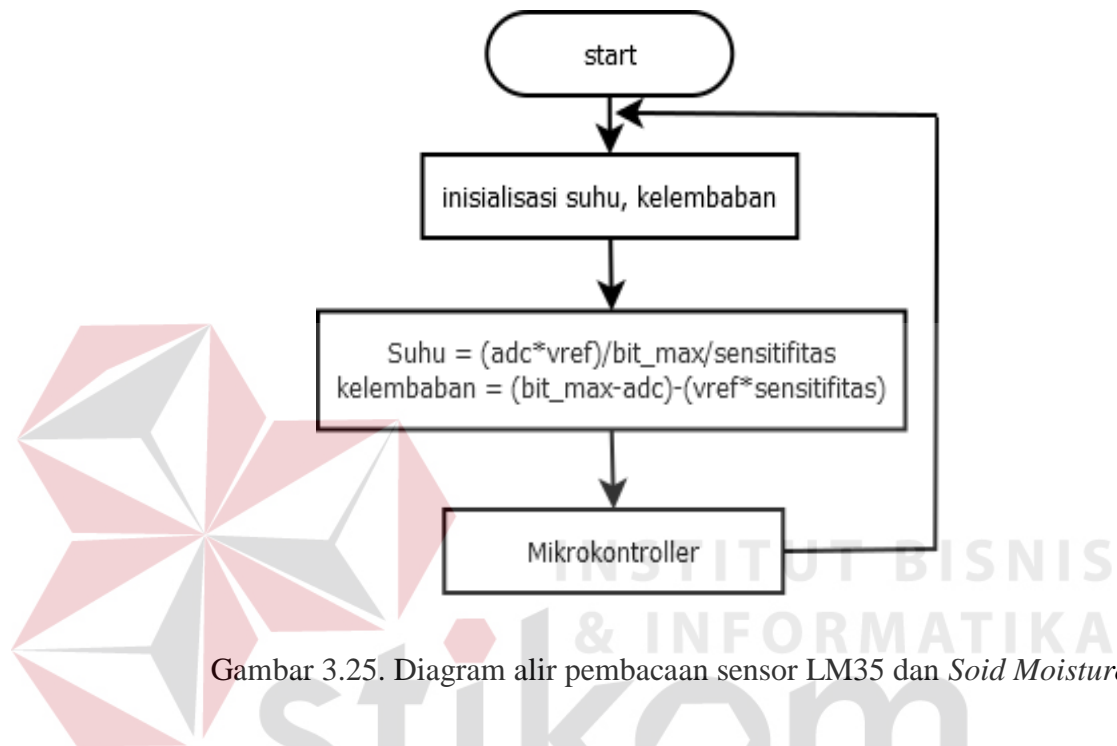 start
inisialisasi suhu, kelembaban
Suhu = (adc*vref)/bit_max/sensitifitas
kelembaban = (bit_max-adc)-(vref*sensitifitas)
Mikrokontroller
INSTITUT BISNIS
& INFORMATIKA
Gambar 3.25. Diagram alir pembacaan sensor LM35 dan Soid Moisture
stikom